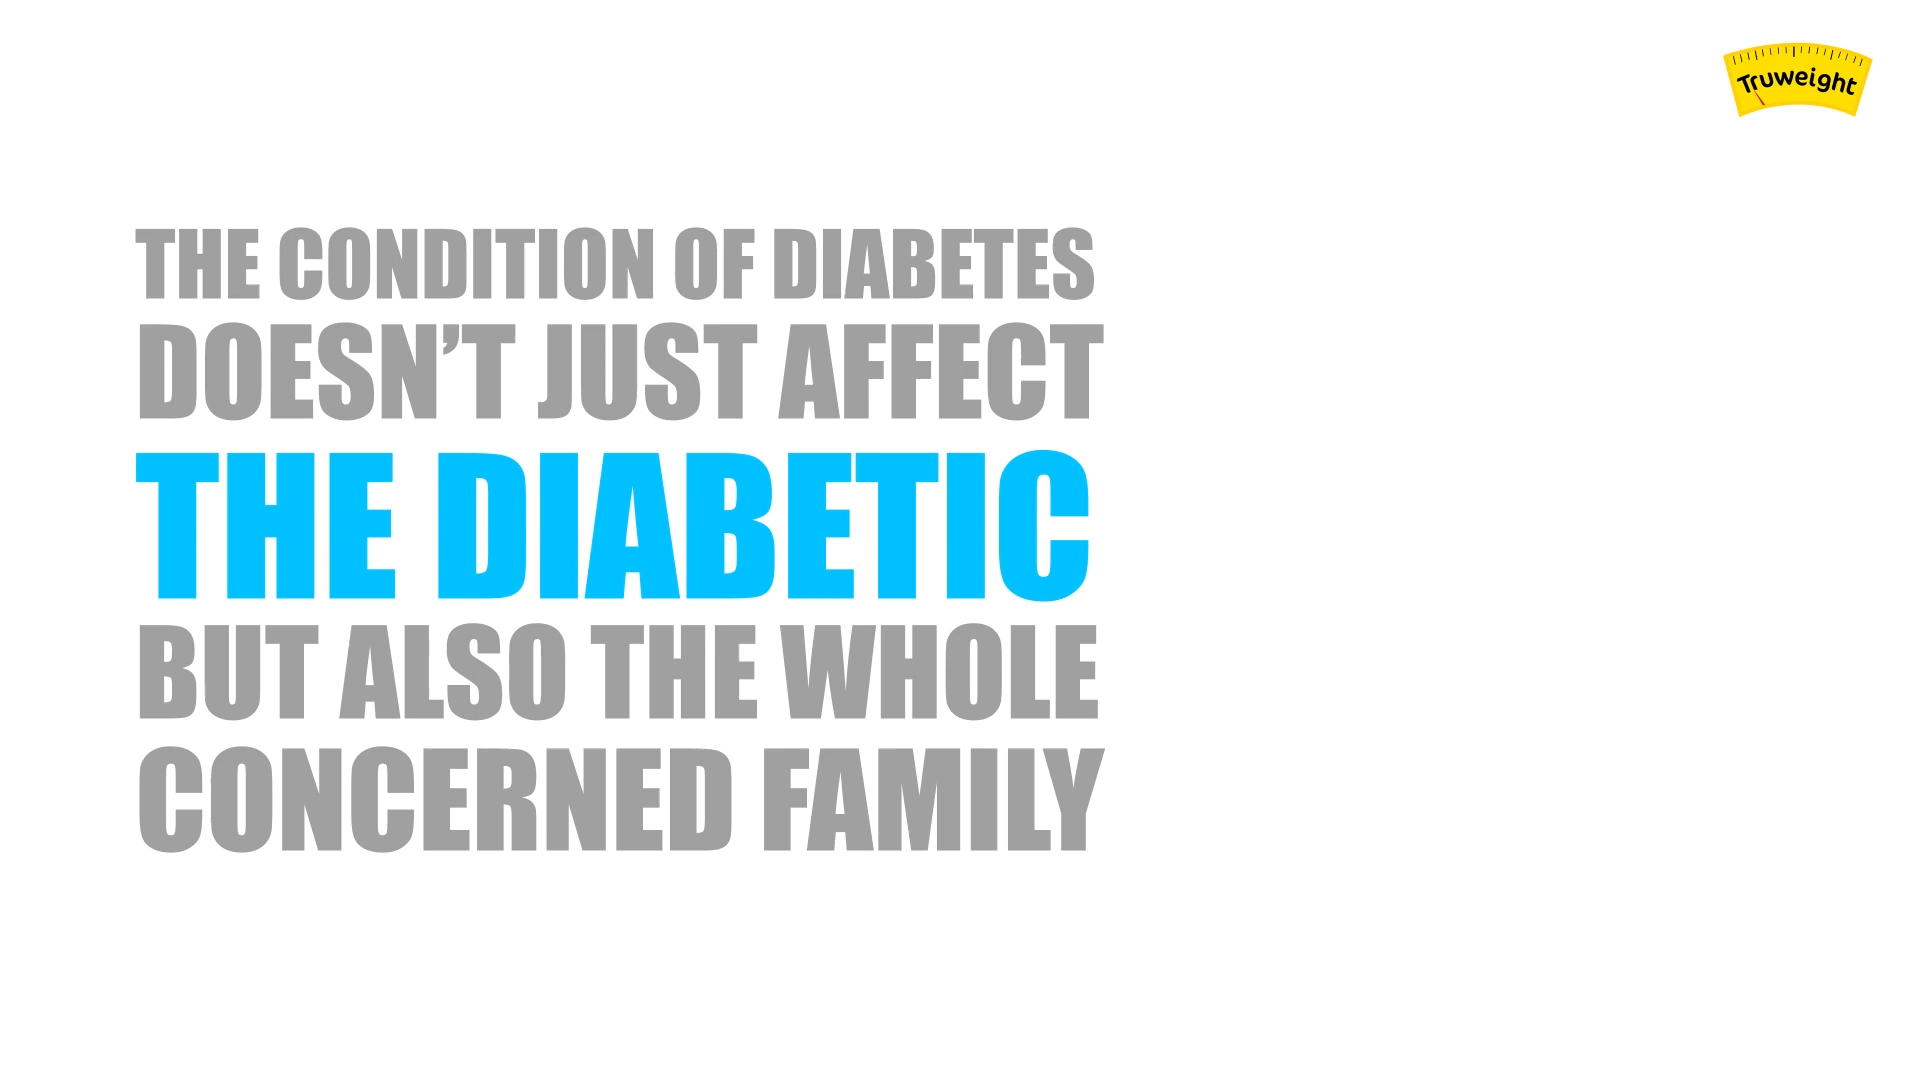 Truweight
THE CONDITION OF DIABETES
DOESN’T JUST AFFECT
THE DIABETIC
BUT ALSO THE WHOLE
CONCERNED FAMILY